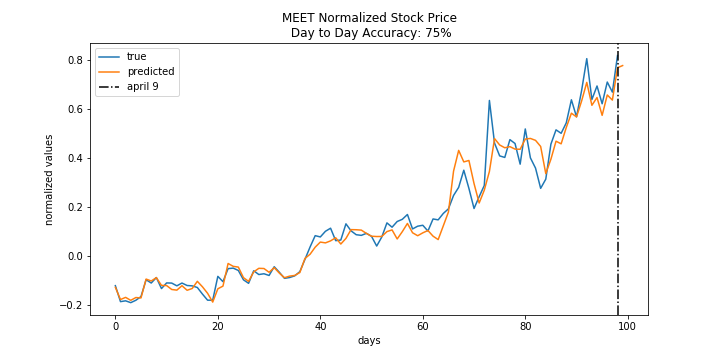 MEET Normalized Stock Price
Day to Day Accuracy: 75%
true
predicted
april 9
normalized values
0.8
0.6
0.4
0.2
0.0
−0.2
0
20
40
60
80
100
days